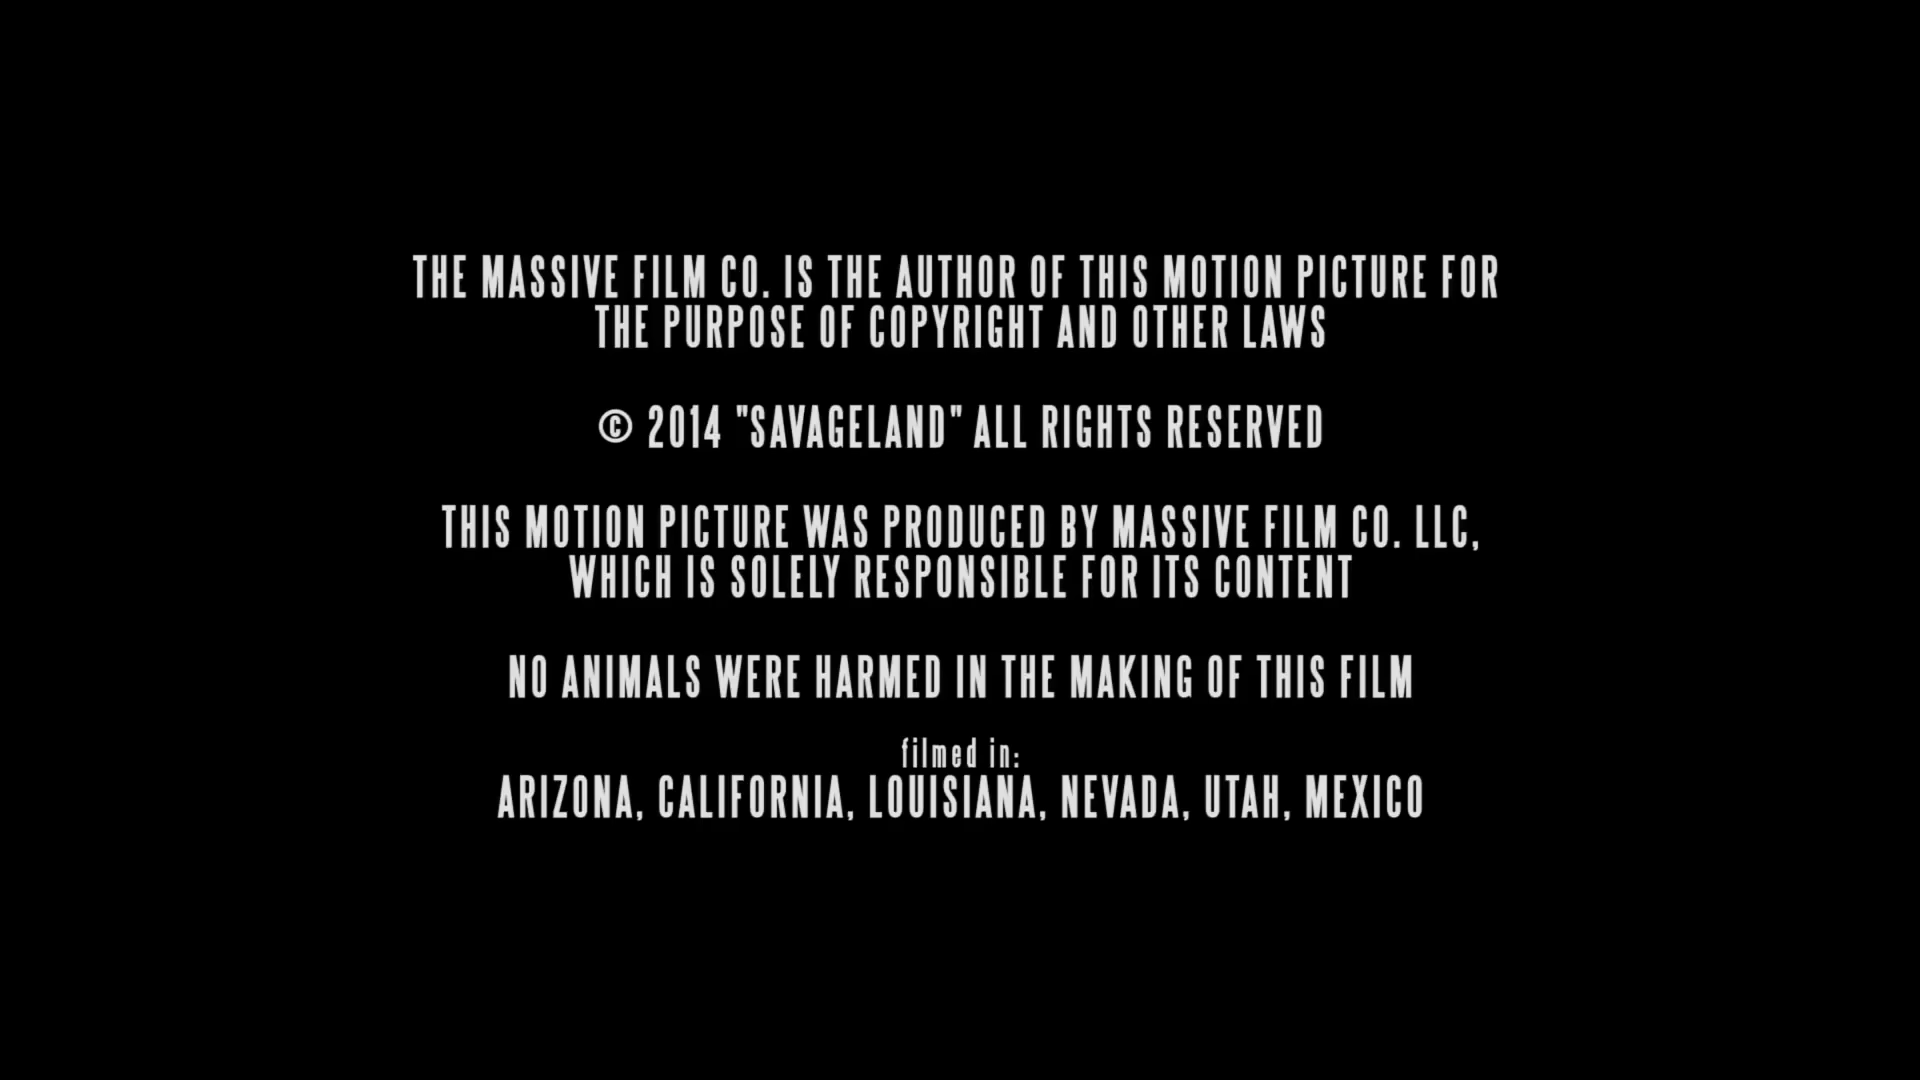 THE MASSIVE FILM CO. IS THE AUTHOR OF THIS MOTION PICTURE FOR
THE PURPOSE OF COPYRIGHT AND OTHER LAWS
© 2014 "SAVAGELAND" ALL RIGHTS RESERVED
THIS MOTION PICTURE WAS PRODUCED BY MASSIVE FILM CO. LLC,
WHICH IS SOLELY RESPONSIBLE FOR ITS CONTENT
NO ANIMALS WERE HARMED IN THE MAKING OF THIS FILM
filmed in:
ARIZONA, CALIFORNIA, LOUISIANA, NEVADA, UTAH, MEXICO